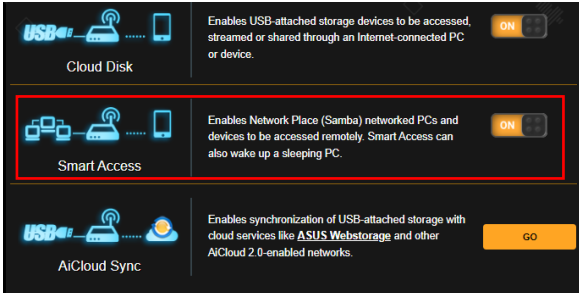 USB
Cloud Disk
Enables USB-attached storage devices to be accessed,
streamed or shared through an Internet-connected PC
or device.
ON
Smart Access
Enables Network Place (Samba) networked PCs and
devices to be accessed remotely. Smart Access can
also wake up a sleeping PC.
ON
USB
AiCloud Sync
Enables synchronization of USB-attached storage with
cloud services like ASUS Webstorage and other
AiCloud 2.0-enabled networks.
GO